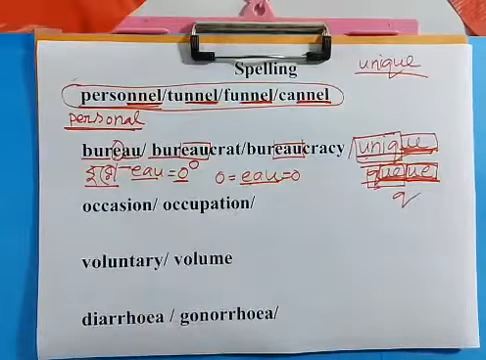 Spelling unique
personnel/tunnel/funnel/cannel
personal
bureau/ bureaucrat/bureaucracy / unique
eau = o o = eau = o queue
q
occasion/ occupation/
voluntary/ volume
diarrhoea / gonorrhoea/